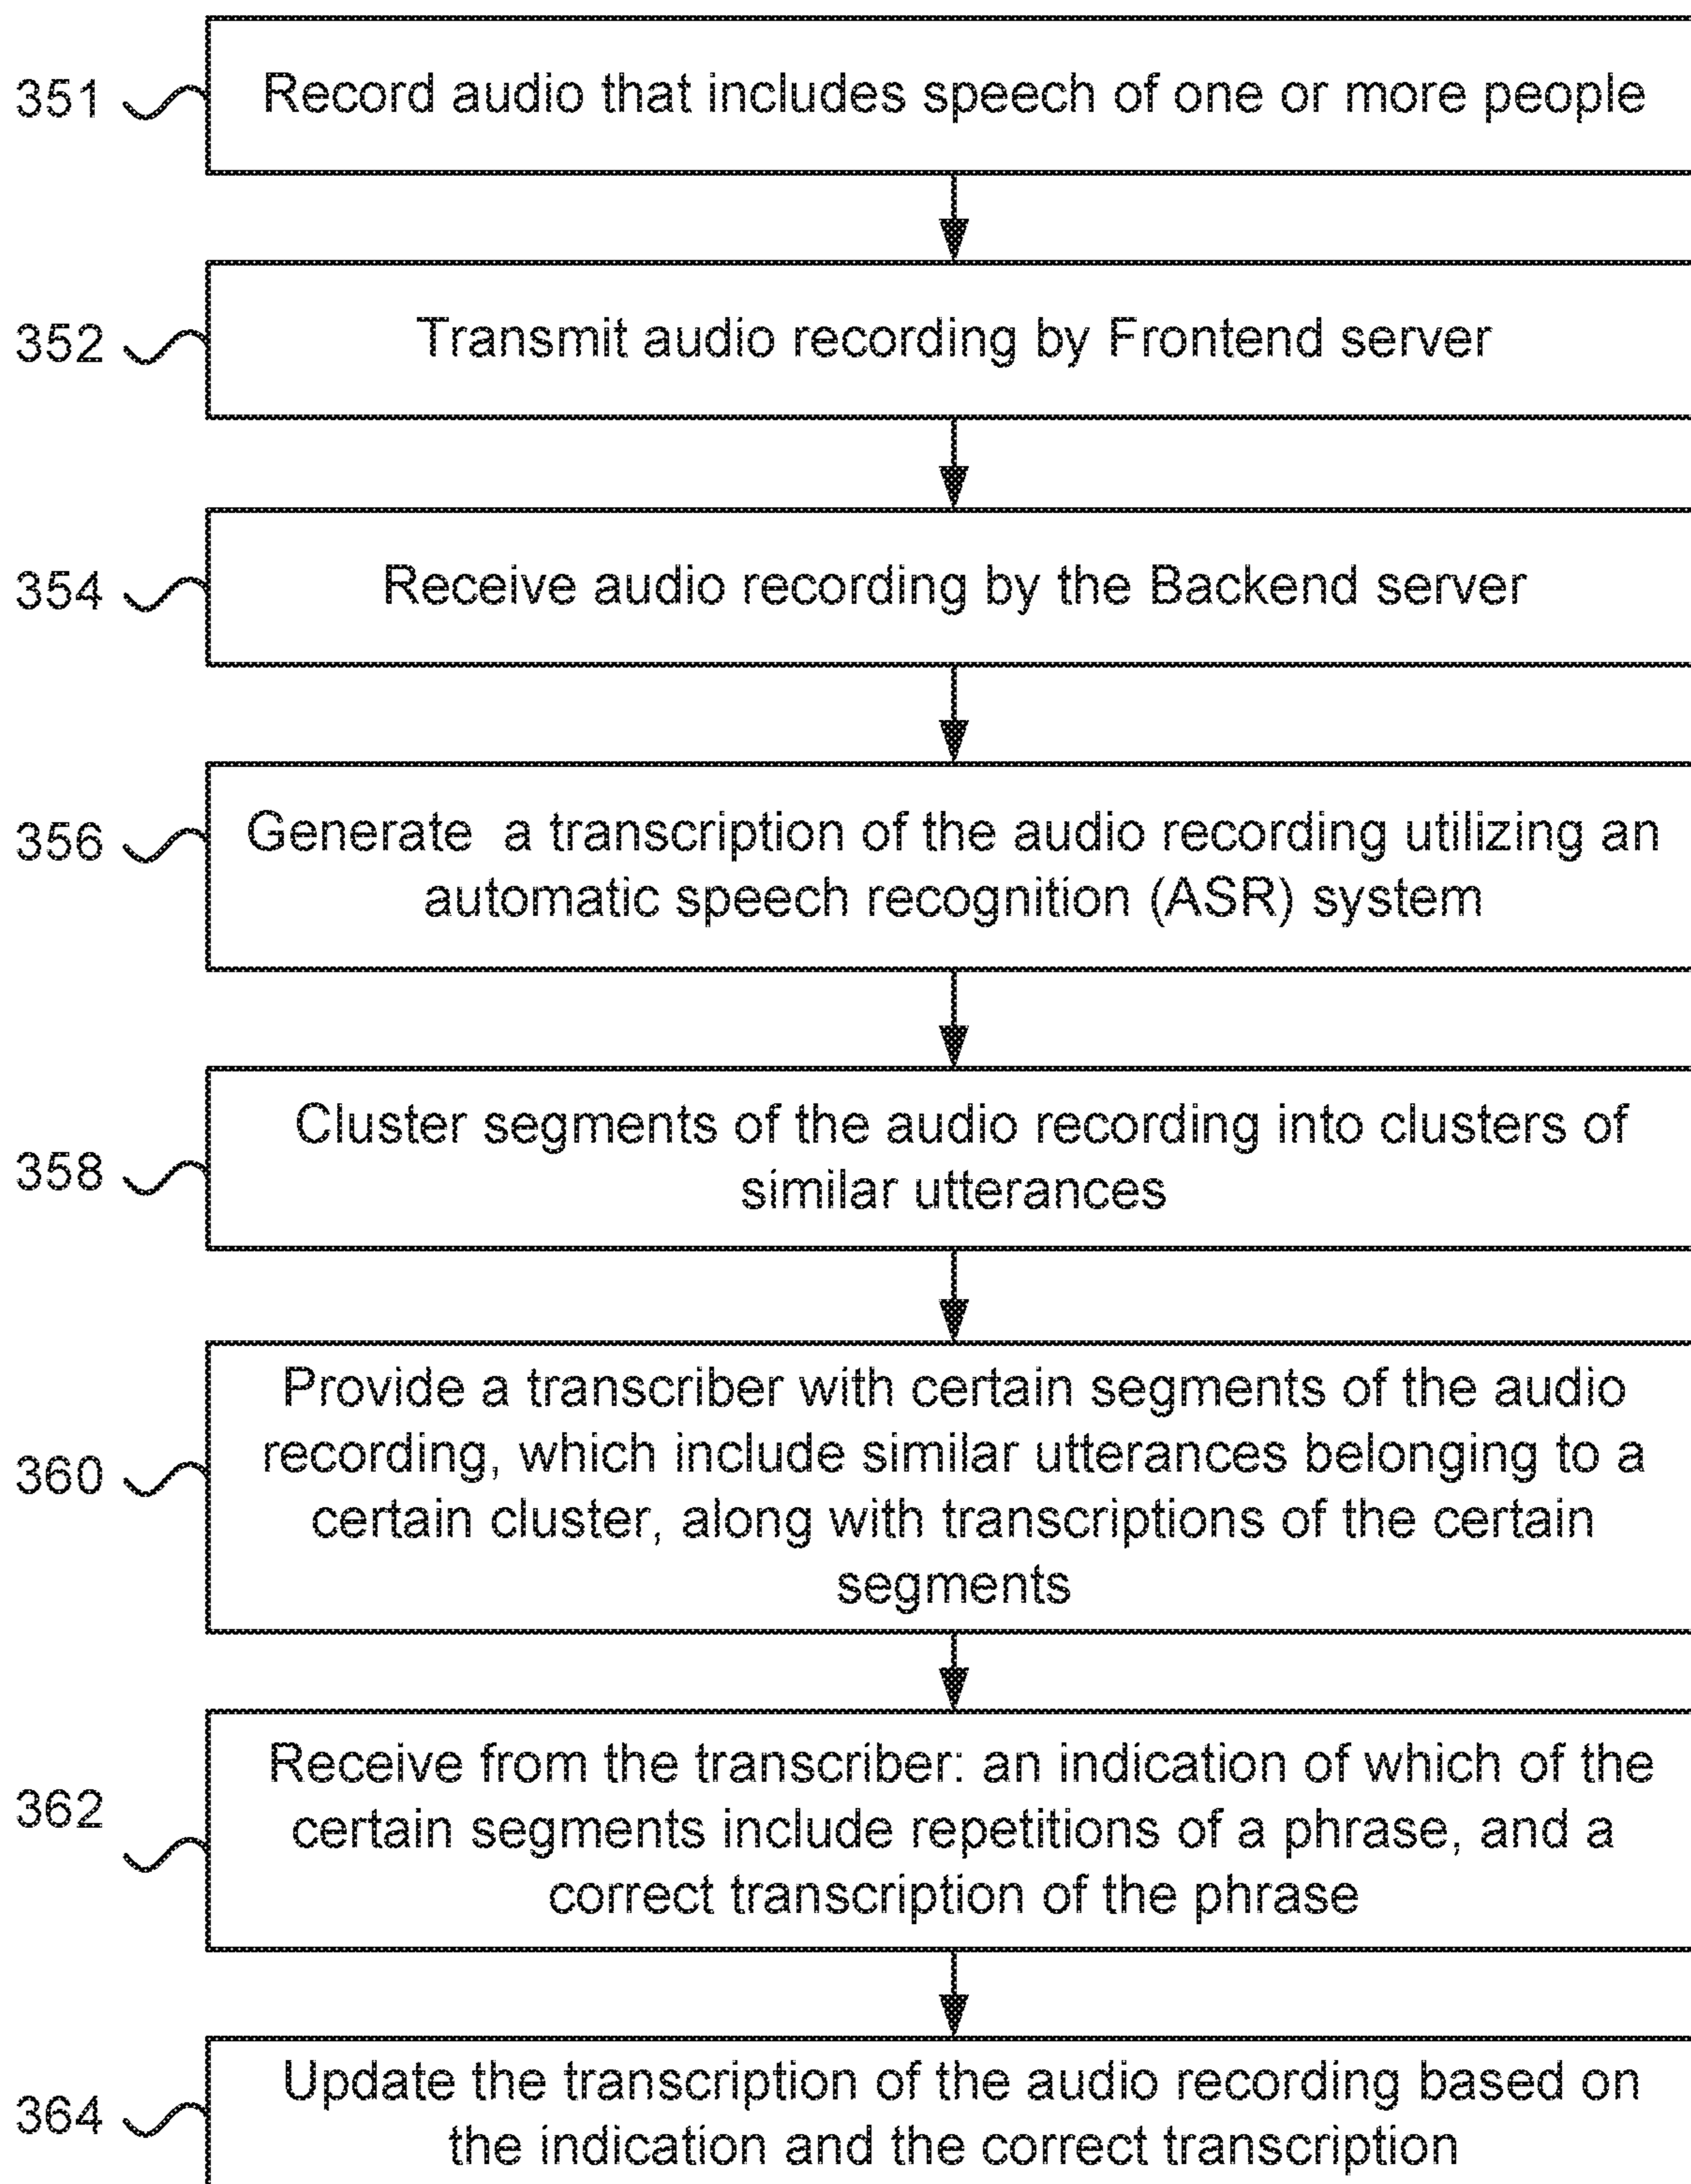 351 Record audio that includes speech of one or more people
352 Transmit audio recording by Frontend server
354 Receive audio recording by the Backend server
356 Generate a transcription of the audio recording utilizing an
automatic speech recognition (ASR) system
358 Cluster segments of the audio recording into clusters of
similar utterances
360 Provide a transcriber with certain segments of the audio
recording, which include similar utterances belonging to a
certain cluster, along with transcriptions of the certain
segments
362 Receive from the transcriber: an indication of which of the
certain segments include repetitions of a phrase, and a
correct transcription of the phrase
364 Update the transcription of the audio recording based on
the indication and the correct transcription